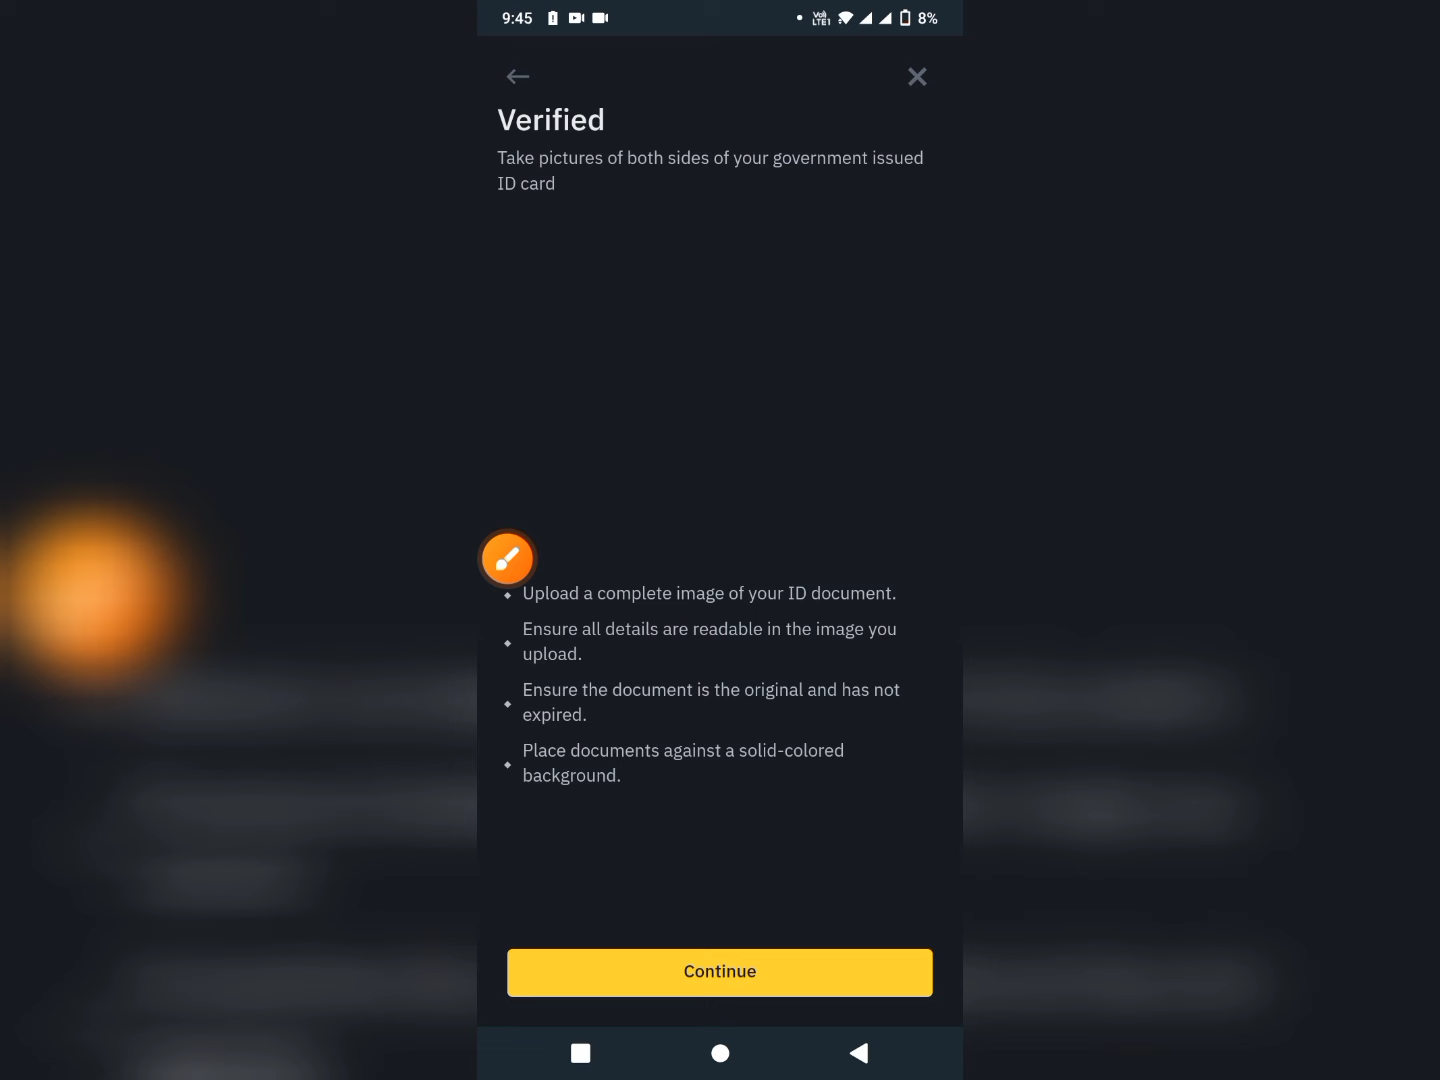 9:45 Vo) LTE1 8%
Verified
Take pictures of both sides of your government issued
ID card
Upload a complete image of your ID document.
Ensure all details are readable in the image you
upload.
Ensure the document is the original and has not
expired.
Place documents against a solid-colored
background.
Continue